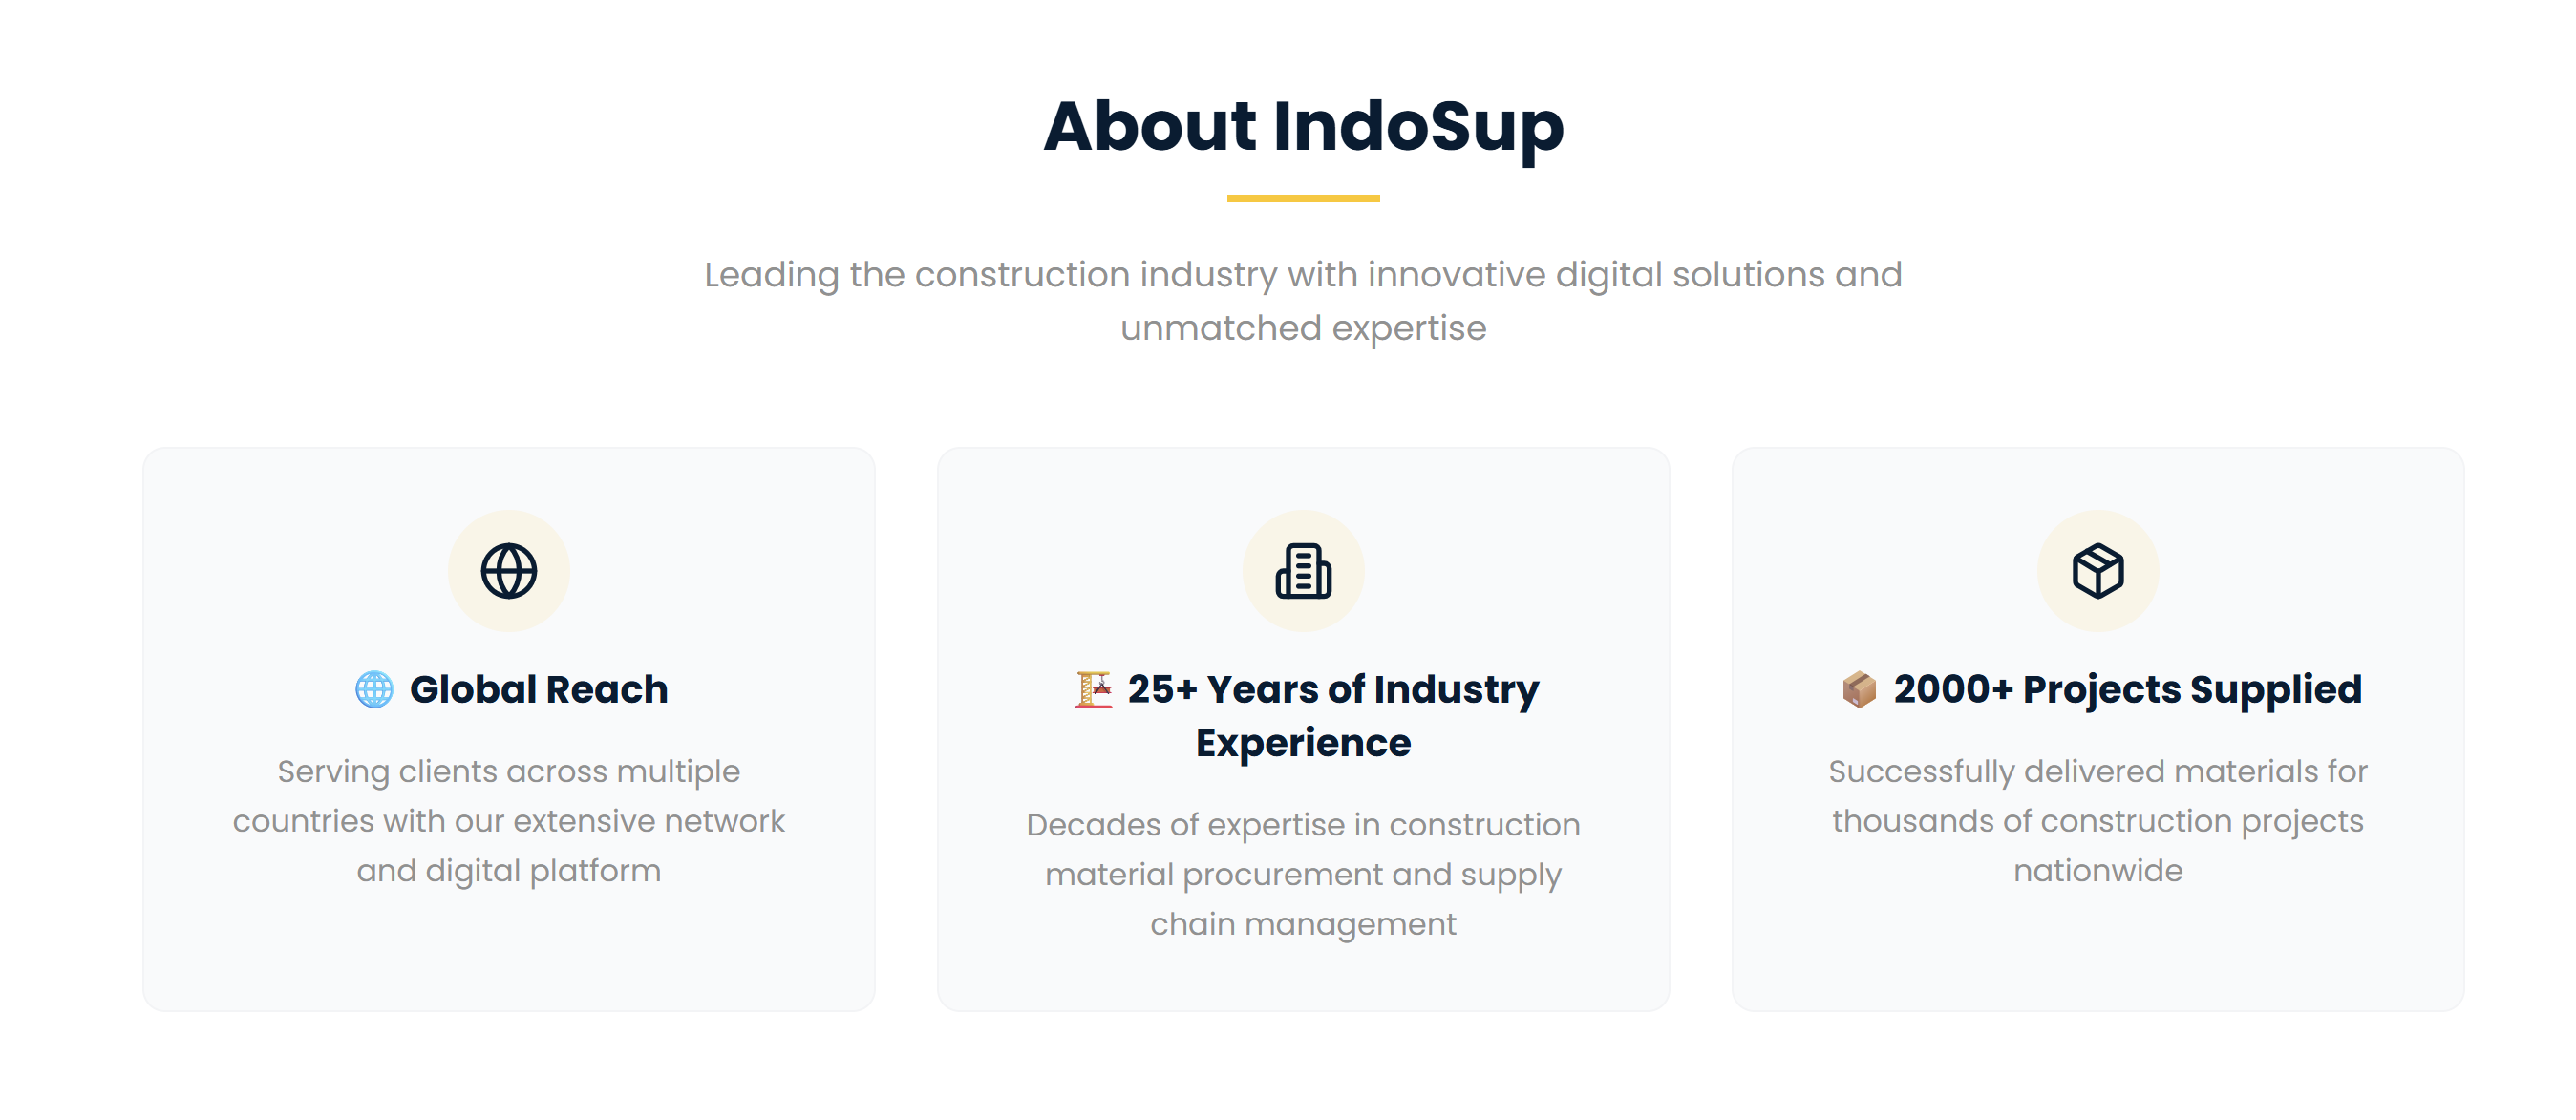 About IndoSup
Leading the construction industry with innovative digital solutions and
unmatched expertise
🌐 Global Reach
Serving clients across multiple
countries with our extensive network
and digital platform
🏗️ 25+ Years of Industry
Experience
Decades of expertise in construction
material procurement and supply
chain management
📦 2000+ Projects Supplied
Successfully delivered materials for
thousands of construction projects
nationwide